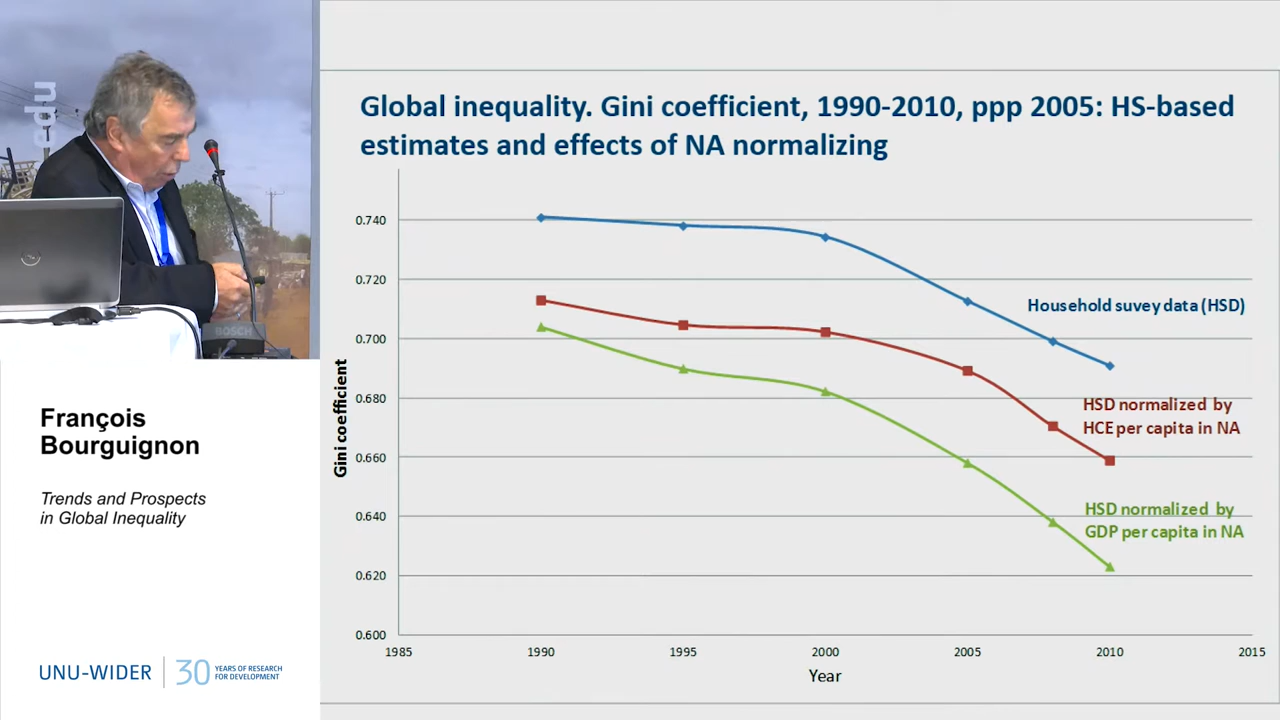 edu
BOSCH
François
Bourguignon
Trends and Prospects
in Global Inequality
UNU-WIDER
30
YEARS OF RESEARCH
FOR DEVELOPMENT
Global inequality. Gini coefficient, 1990-2010, ppp 2005: HS-based
estimates and effects of NA normalizing
Gini coefficient
0.740
0.720
0.700
0.680
0.660
0.640
0.620
0.600
Household suvey data (HSD)
HSD normalized by
HCE per capita in NA
HSD normalized by
GDP per capita in NA
1985
1990
1995
2000
2005
2010
2015
Year